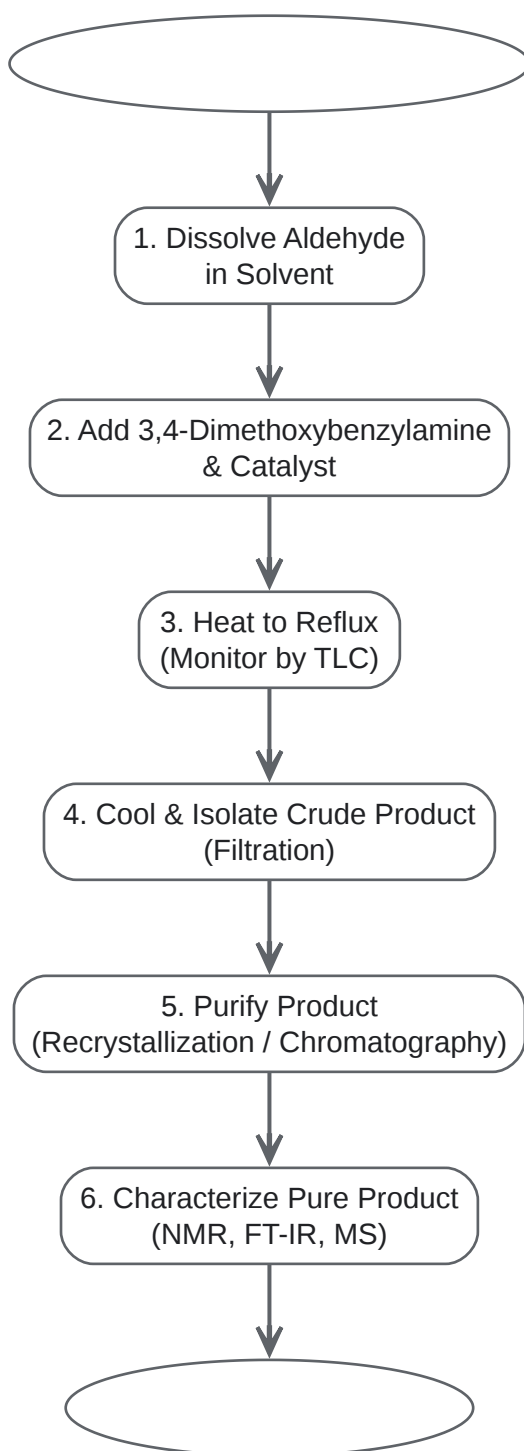 1. Dissolve Aldehyde
in Solvent
2. Add 3,4-Dimethoxybenzylamine
& Catalyst
3. Heat to Reflux
(Monitor by TLC)
4. Cool & Isolate Crude Product
(Filtration)
5. Purify Product
(Recrystallization / Chromatography)
6. Characterize Pure Product
(NMR, FT-IR, MS)